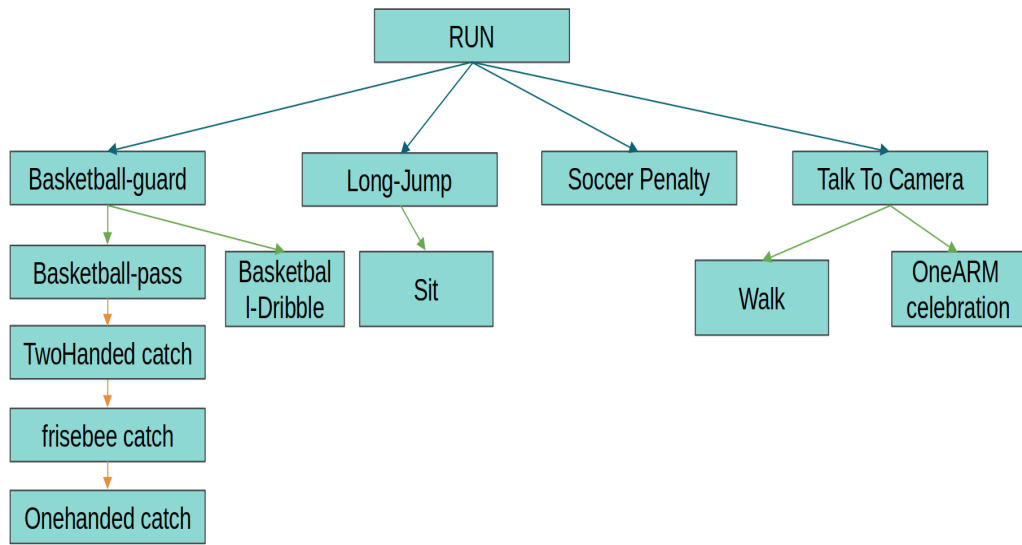 RUN
Basketball-guard
Long-Jump
Soccer Penalty
Talk To Camera
Basketball-pass
Basketbal
l-Dribble
Sit
Walk
OneARM
celebration
TwoHanded catch
frisebee catch
Onehanded catch